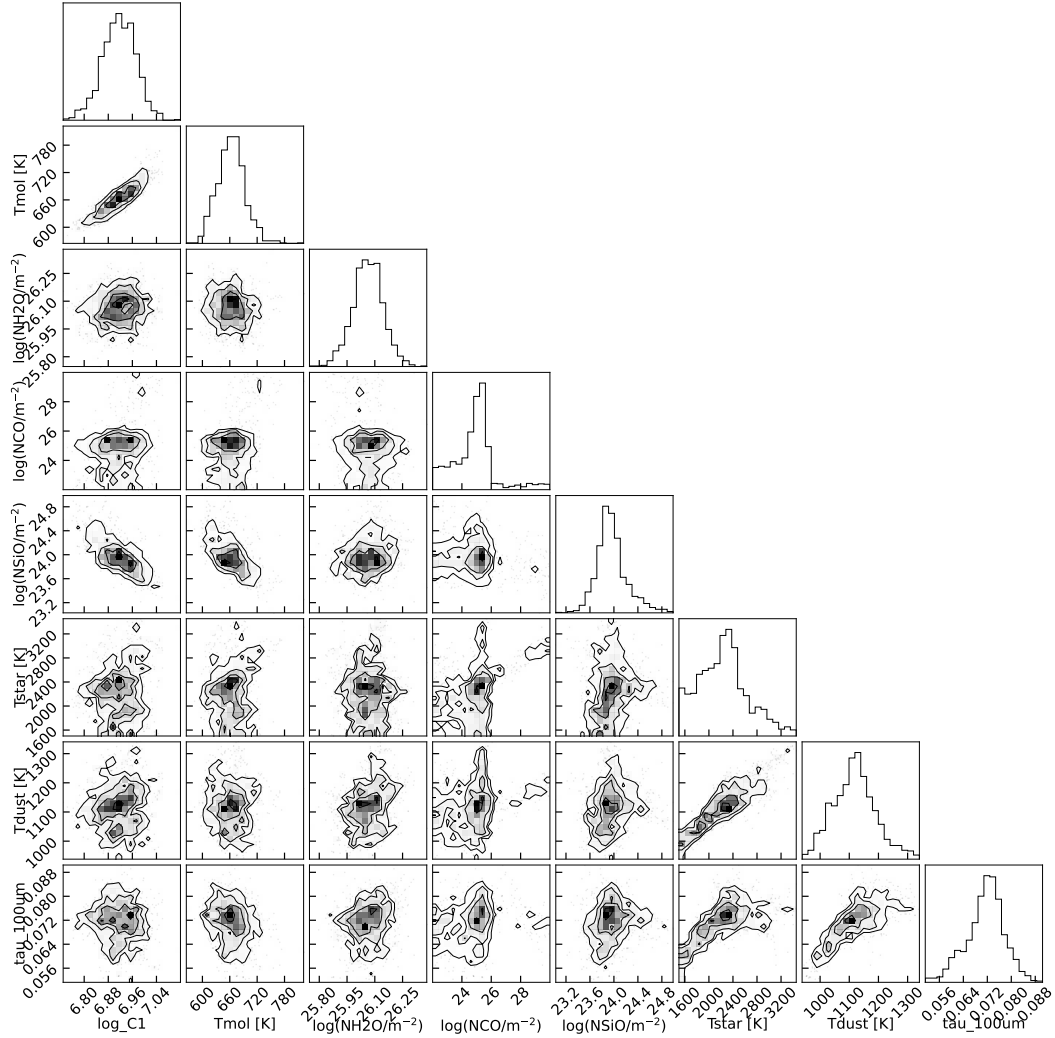 Tmol [K]
780
720
660
600
log(NH2O/m⁻²)
26.25
26.10
25.95
25.80
log(NCO/m⁻²)
28
26
24
log(NSiO/m⁻²)
24.8
24.4
24.0
23.6
23.2
Tstar [K]
3200
2800
2400
2000
1600
Tdust [K]
1300
1200
1100
1000
tau_100um
0.088
0.080
0.072
0.064
0.056
6.80 6.88 6.96 7.04
log_C1
600 660 720 780
Tmol [K]
25.80 25.95 26.10 26.25
log(NH2O/m⁻²)
24 26 28
log(NCO/m⁻²)
23.2 23.6 24.0 24.4 24.8
log(NSiO/m⁻²)
1600 2000 2400 2800 3200
Tstar [K]
1000 1100 1200 1300
Tdust [K]
0.056 0.064 0.072 0.080 0.088
tau_100um